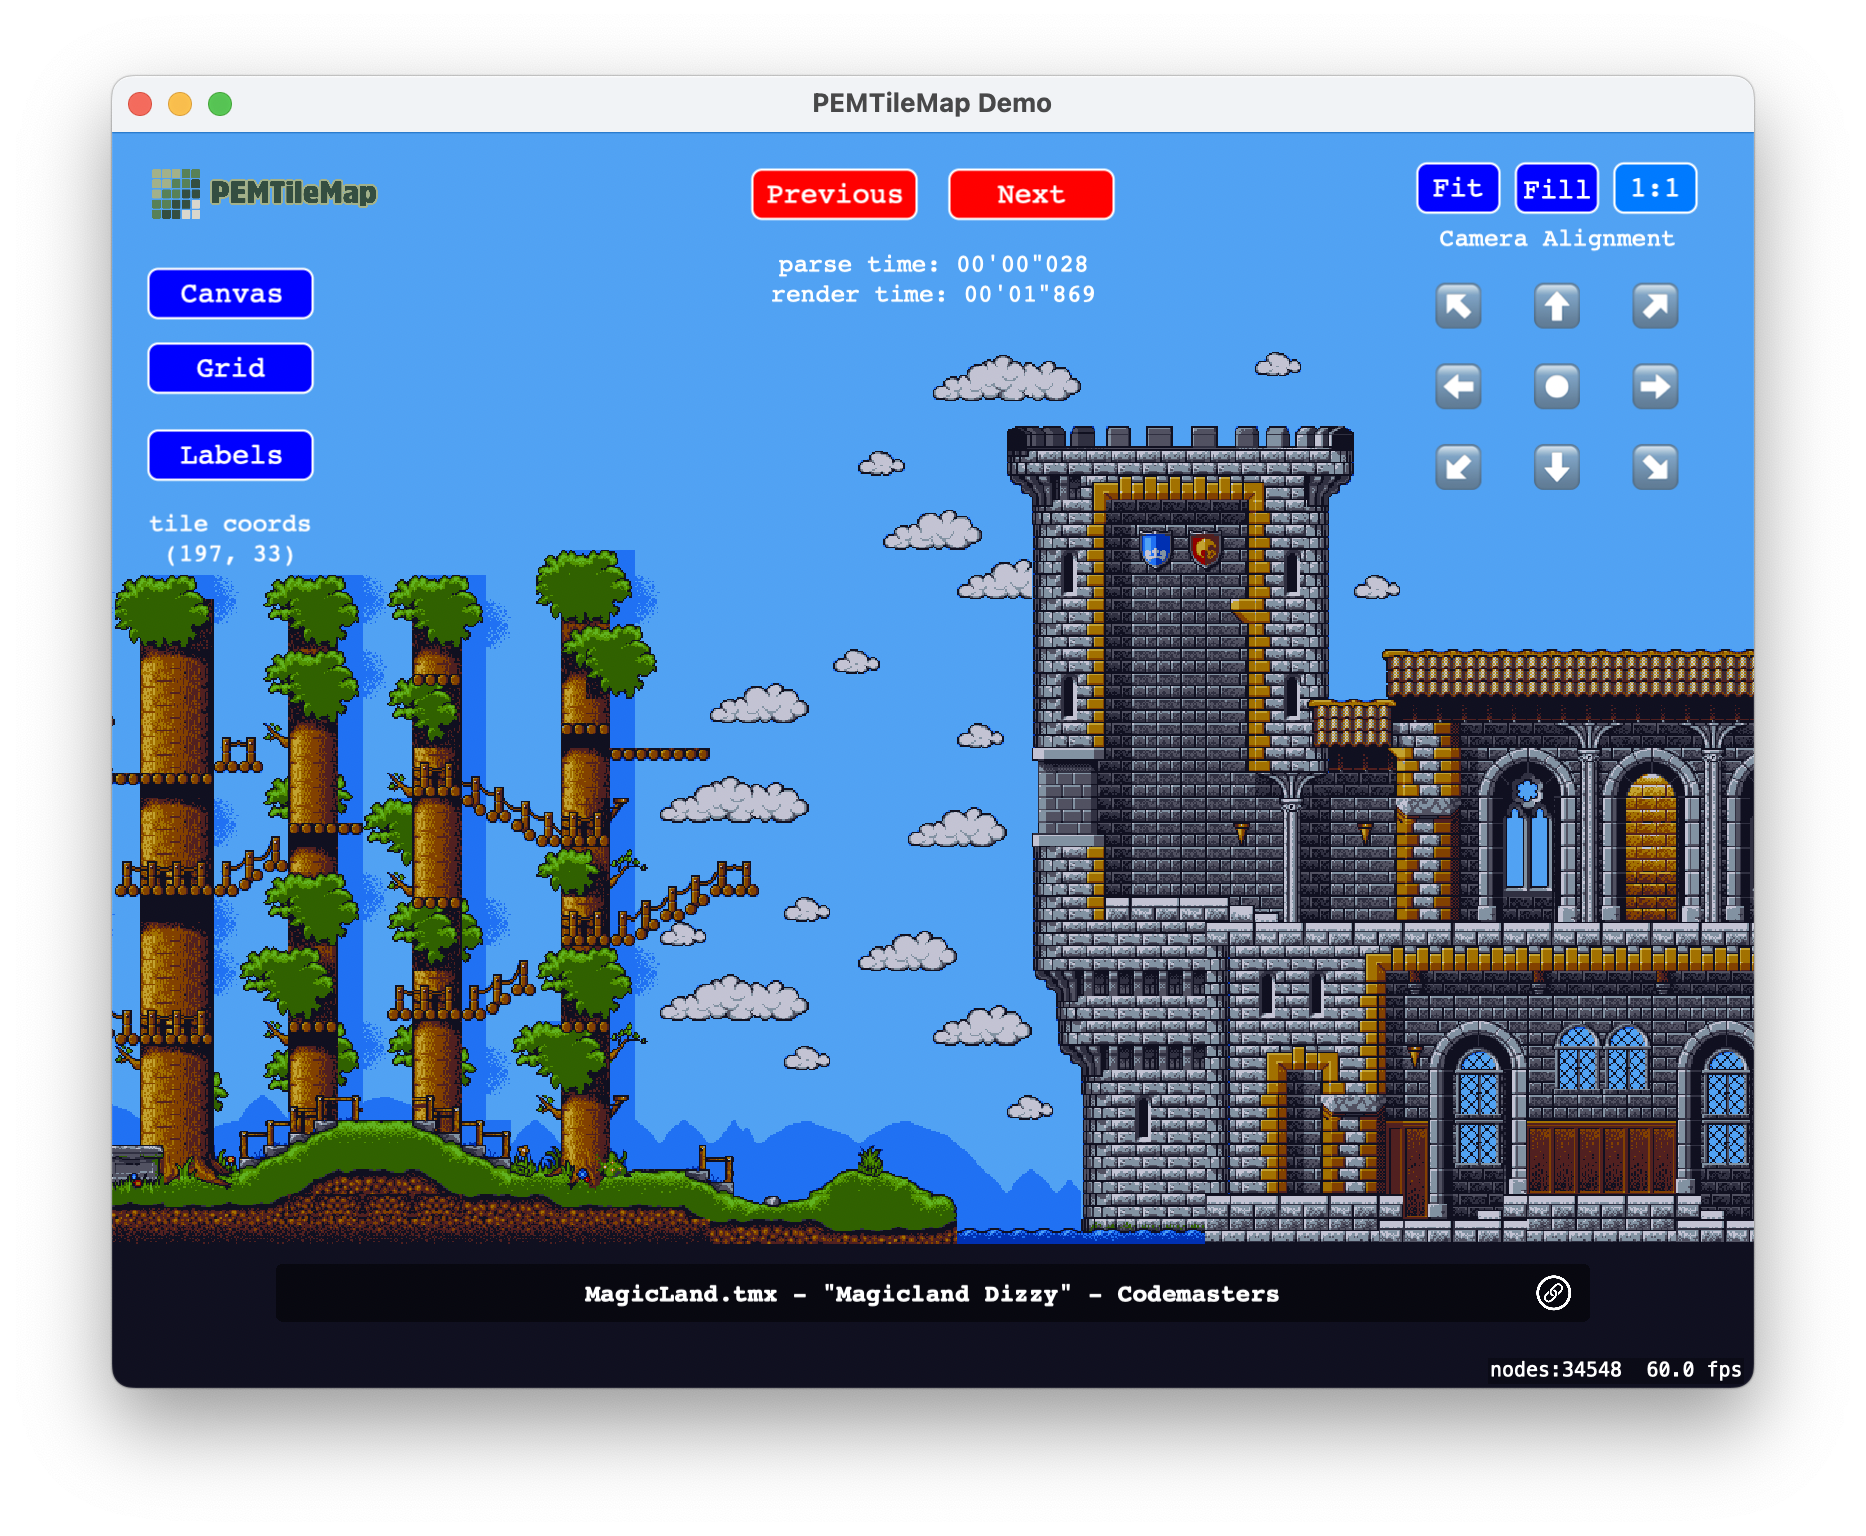 PEMTileMap Demo
PEMTileMap
Previous
Next
Fit
Fill
1:1
Camera Alignment
parse time: 00'00"028
render time: 00'01"869
Canvas
Grid
Labels
tile coords
(197, 33)
MagicLand.tmx - "Magicland Dizzy" - Codemasters
nodes:34548 60.0 fps